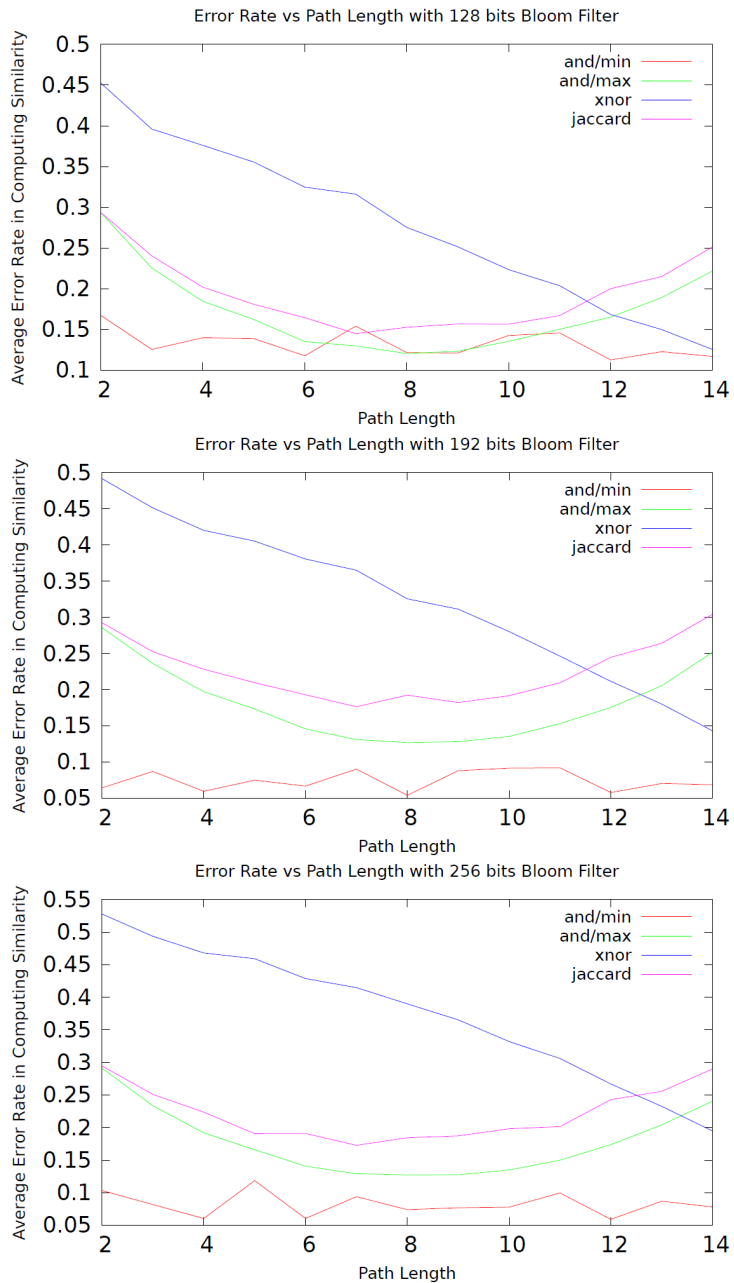 Error Rate vs Path Length with 128 bits Bloom Filter
Average Error Rate in Computing Similarity
0.5
0.45
0.4
0.35
0.3
0.25
0.2
0.15
0.1
and/min
and/max
xnor
jaccard
2 4 6 8 10 12 14
Path Length
Error Rate vs Path Length with 192 bits Bloom Filter
Average Error Rate in Computing Similarity
0.5
0.45
0.4
0.35
0.3
0.25
0.2
0.15
0.1
0.05
and/min
and/max
xnor
jaccard
2 4 6 8 10 12 14
Path Length
Error Rate vs Path Length with 256 bits Bloom Filter
Average Error Rate in Computing Similarity
0.55
0.5
0.45
0.4
0.35
0.3
0.25
0.2
0.15
0.1
0.05
and/min
and/max
xnor
jaccard
2 4 6 8 10 12 14
Path Length